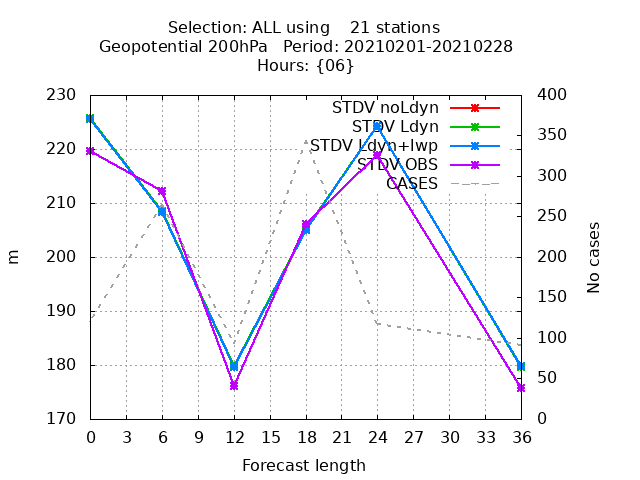 Selection: ALL using 21 stations
Geopotential 200hPa Period: 20210201-20210228
Hours: {06}
STDV noLdyn
STDV Ldyn
STDV Ldyn+lwp
STDV OBS
CASES
230
220
210
200
190
180
170
400
350
300
250
200
150
100
50
0
m
No cases
0 3 6 9 12 15 18 21 24 27 30 33 36
Forecast length